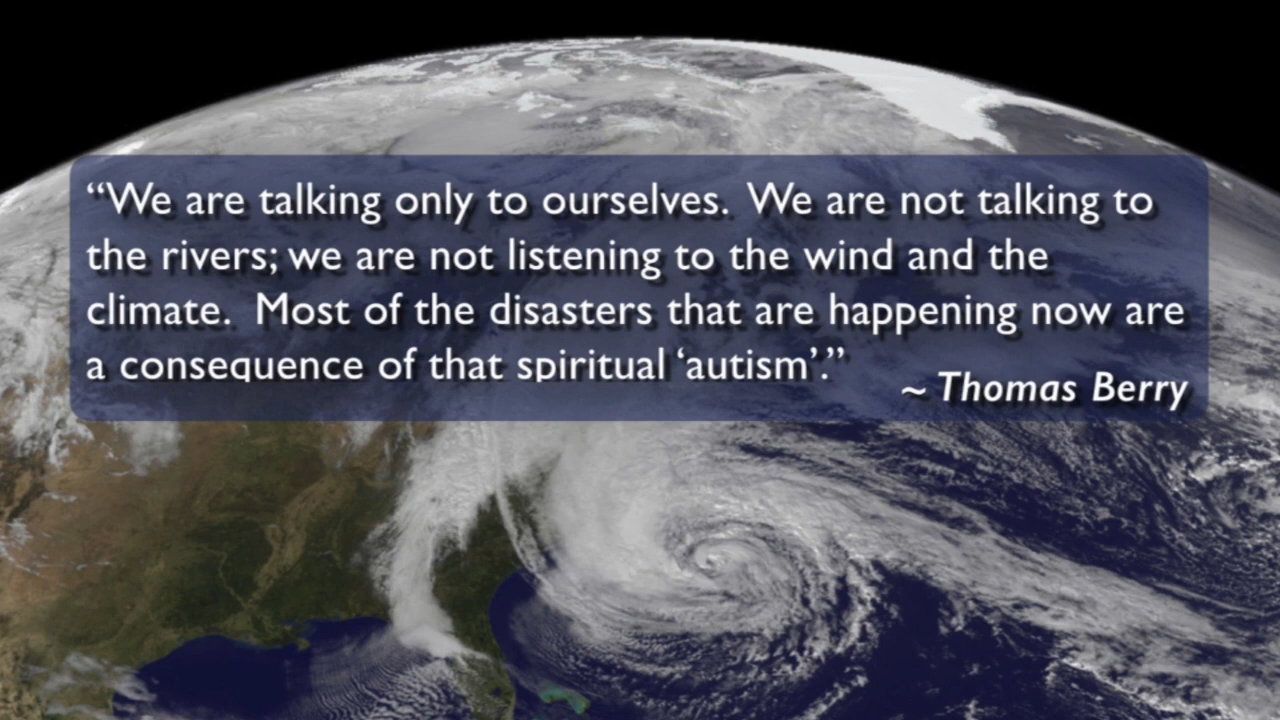 “We are talking only to ourselves.  We are not talking to
the rivers; we are not listening to the wind and the
climate.  Most of the disasters that are happening now are
a consequence of that spiritual ‘autism’.”
~ Thomas Berry